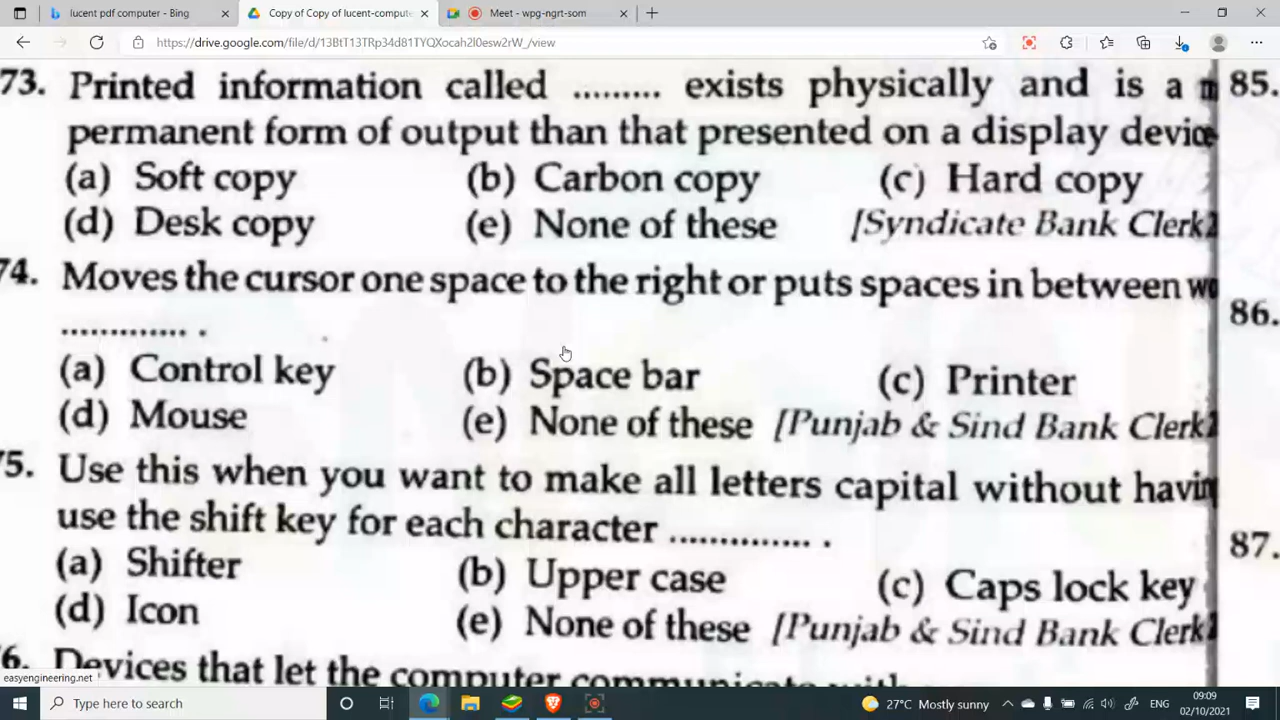 lucent pdf computer - Bing
Copy of Copy of lucent-compute
Meet - wpg-ngrt-som
https://drive.google.com/file/d/13BtT13TRp34d81TYQXocah2l0esw2rW_/view
73. Printed information called ......... exists physically and is a
permanent form of output than that presented on a display device
(a) Soft copy (b) Carbon copy (c) Hard copy
(d) Desk copy (e) None of these [Syndicate Bank Clerk]
74. Moves the cursor one space to the right or puts spaces in between
............. .
(a) Control key (b) Space bar (c) Printer
(d) Mouse (e) None of these [Punjab & Sind Bank Clerk]
75. Use this when you want to make all letters capital without havin
use the shift key for each character .............. .
(a) Shifter (b) Upper case (c) Caps lock key
(d) Icon (e) None of these [Punjab & Sind Bank Clerk]
76. Devices that let the computer communicate with
85.
86.
87.
easyengineering.net
Type here to search
27°C Mostly sunny
ENG
09:09
02/10/2021